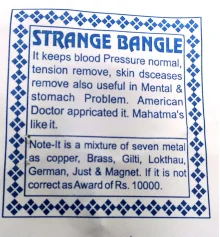 STRANGE BANGLE
It keeps blood Pressure normal,
tension remove, skin dsceases
remove also useful in Mental &
stomach Problem. American
Doctor appricated it. Mahatma's
like it.
Note-It is a mixture of seven metal
as copper, Brass, Gilti, Lokthau,
German, Just & Magnet. If it is not
correct as Award of Rs. 10000.